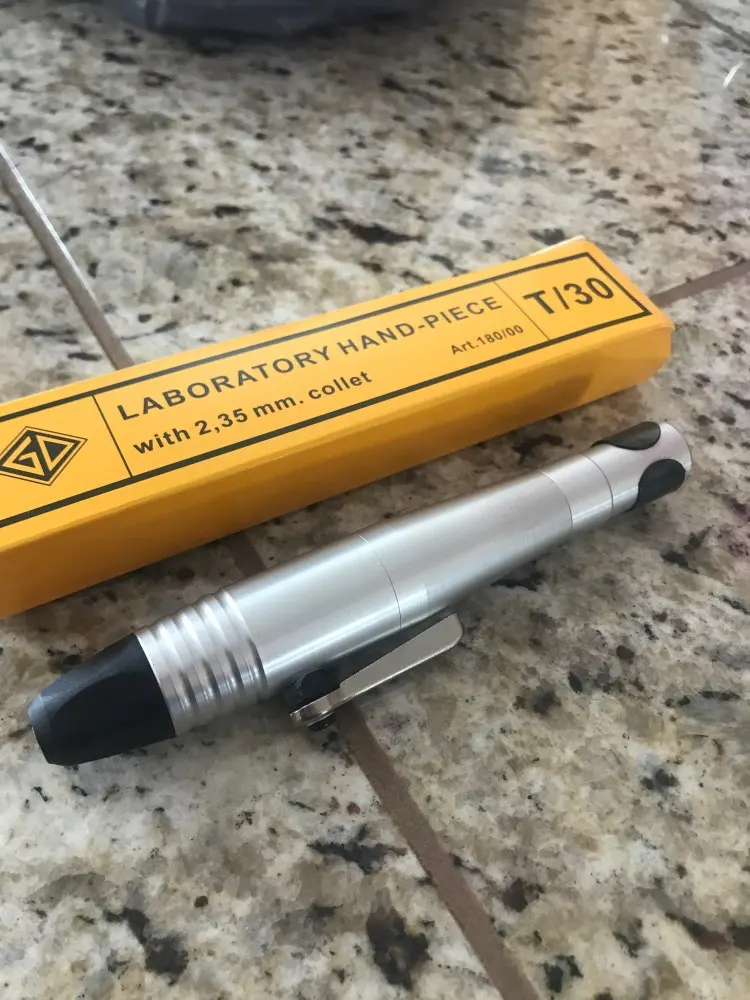 LABORATORY HAND-PIECE
with 2,35 mm. collet
Art.180/00
T/30